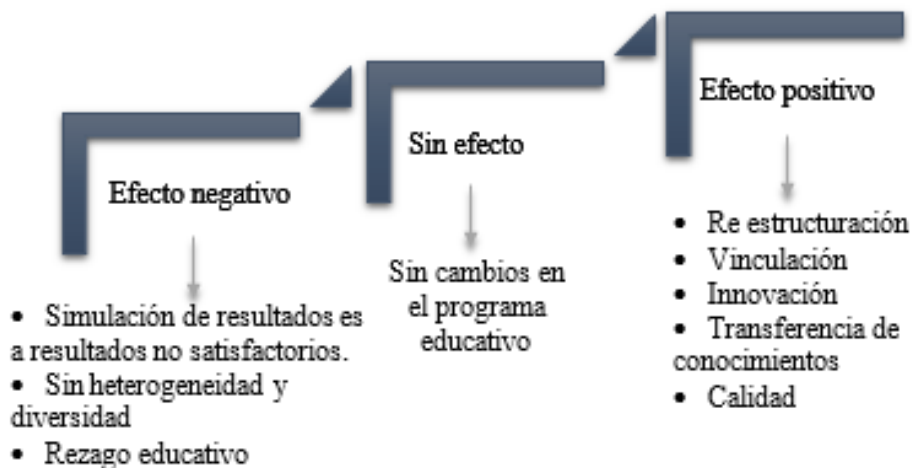 Efecto negativo
• Simulación de resultados es
a resultados no satisfactorios.
• Sin heterogeneidad y
diversidad
• Rezago educativo
Sin efecto
Sin cambios en
el programa
educativo
Efecto positivo
• Re estructuración
• Vinculación
• Innovación
• Transferencia de
conocimientos
• Calidad